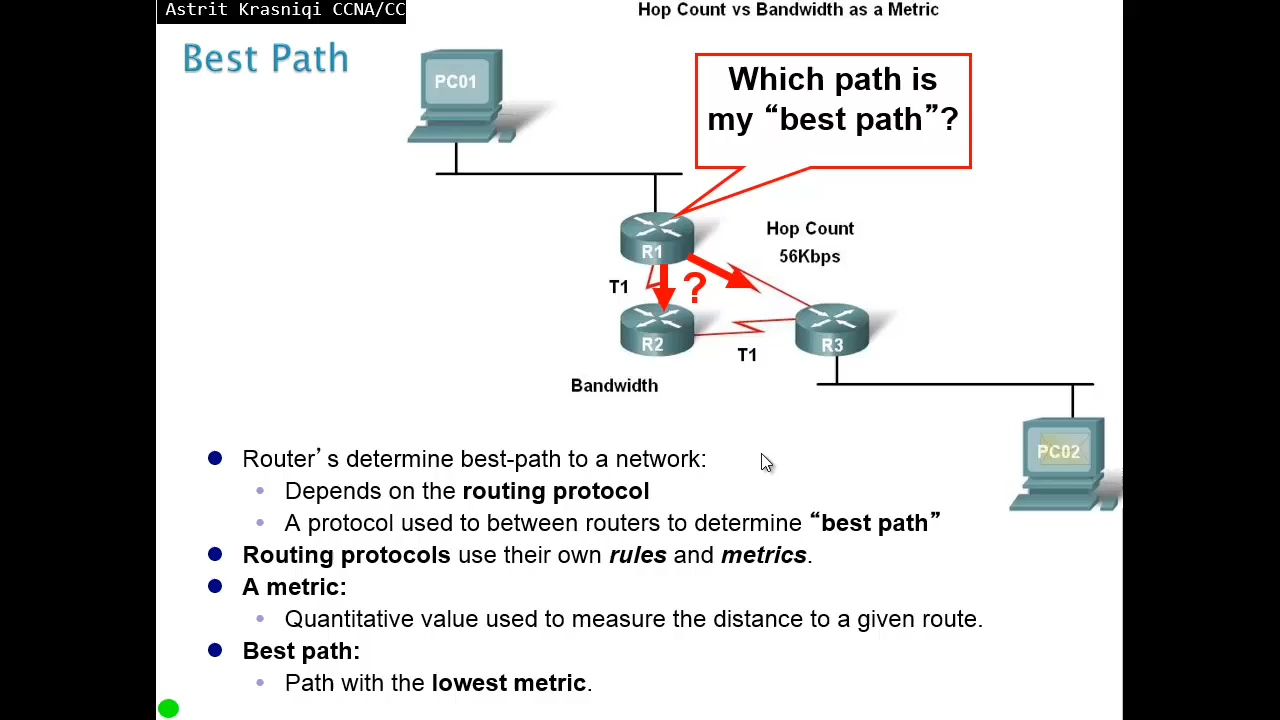 Astrit Krasniqi CCNA/CC
Hop Count vs Bandwidth as a Metric
Best Path
PC01
Which path is
my “best path”?
R1
Hop Count
56Kbps
T1
?
R2
R3
T1
Bandwidth
PC02
Router’s determine best-path to a network:
Depends on the routing protocol
A protocol used to between routers to determine “best path”
Routing protocols use their own rules and metrics.
A metric:
Quantitative value used to measure the distance to a given route.
Best path:
Path with the lowest metric.